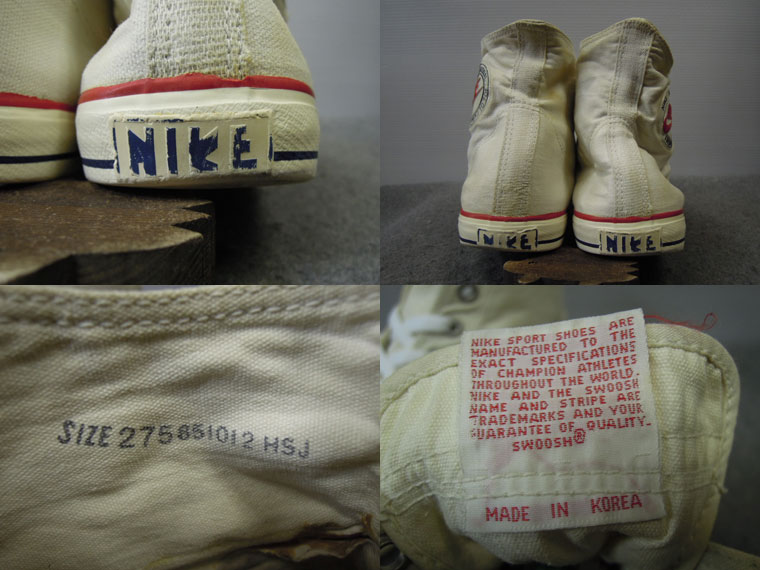 NIKE
NIKE
NIKE
SIZE 275 851012 HSJ
NIKE SPORT SHOES ARE
MANUFACTURED TO THE
EXACT SPECIFICATIONS
OF CHAMPION ATHLETES
THROUGHOUT THE WORLD.
NIKE AND THE SWOOSH
NAME AND STRIPE ARE
TRADEMARKS AND YOUR
GUARANTEE OF QUALITY.
SWOOSH®
MADE IN KOREA